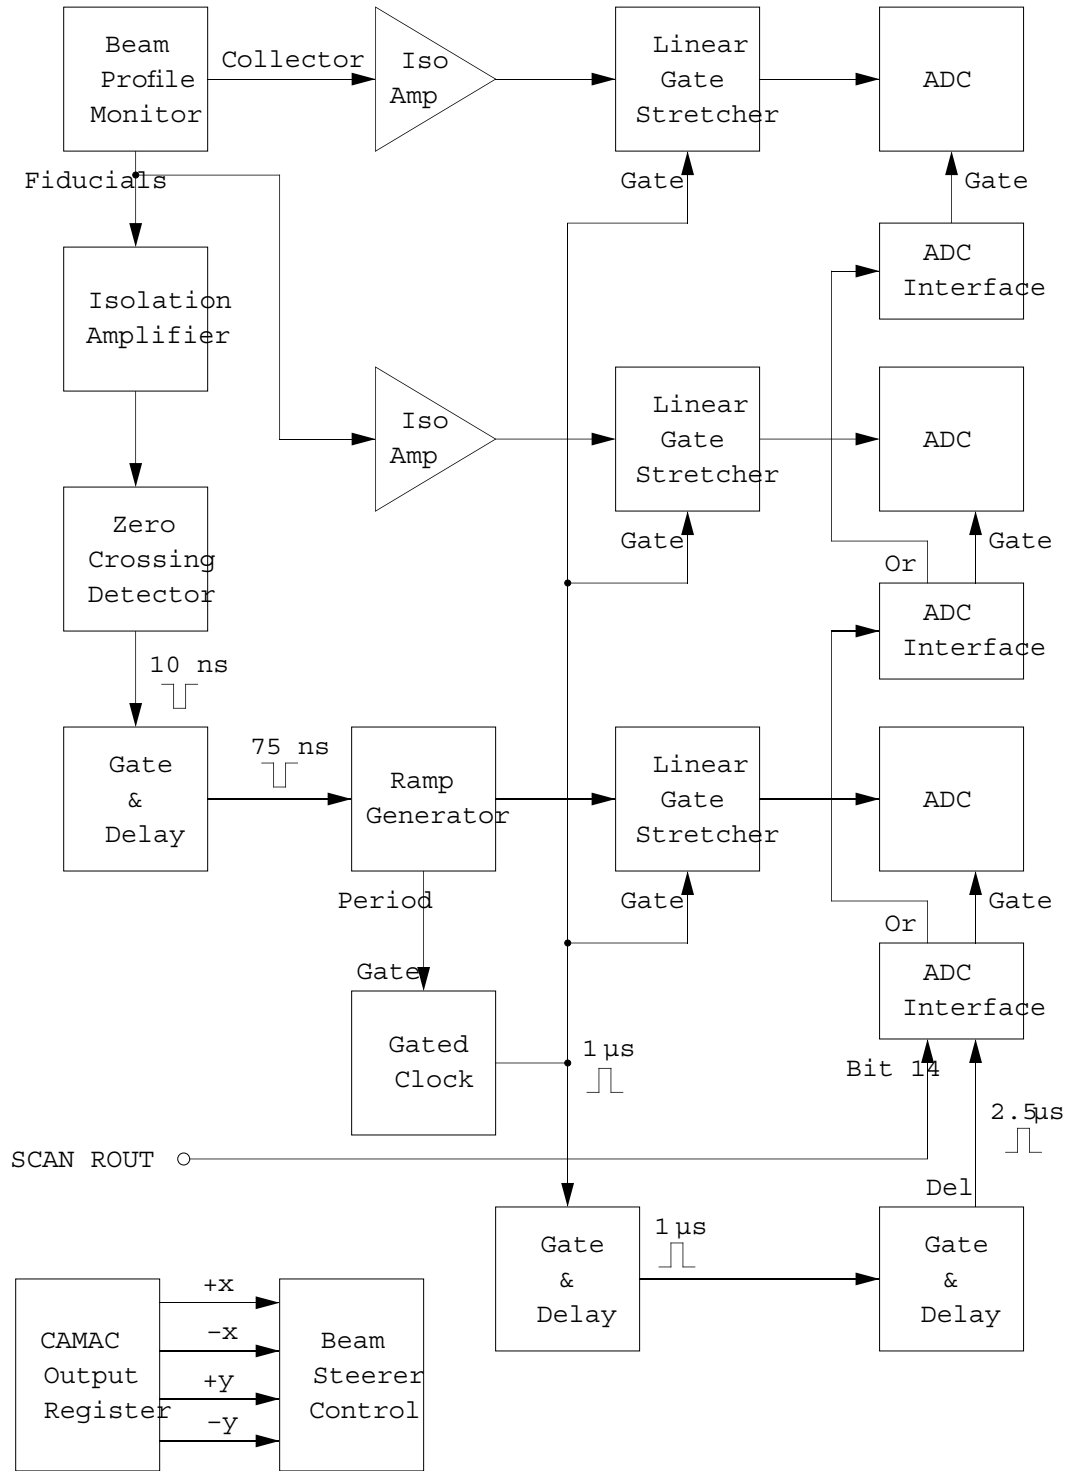 Beam
Profile
Monitor
Collector
Iso
Amp
Linear
Gate
Stretcher
ADC
Fiducials
Gate
Gate
ADC
Interface
Isolation
Amplifier
Iso
Amp
Linear
Gate
Stretcher
ADC
Zero
Crossing
Detector
Gate
Gate
Or
ADC
Interface
10 ns
Gate
&
Delay
75 ns
Ramp
Generator
Linear
Gate
Stretcher
ADC
Period
Gate
Gate
Or
ADC
Interface
Gate
Gated
Clock
1 µs
Bit 14
2.5µs
SCAN ROUT
Del
Gate
&
Delay
1 µs
Gate
&
Delay
CAMAC
Output
Register
+x
−x
+y
−y
Beam
Steerer
Control